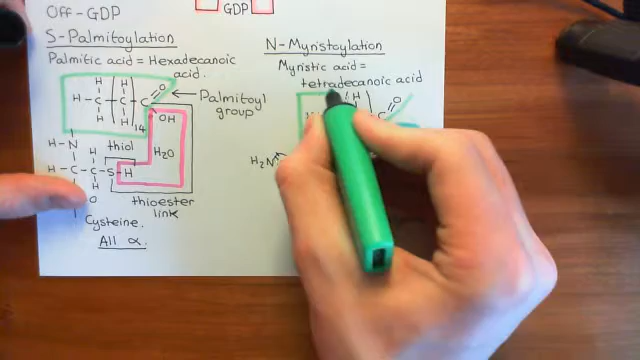 GDP
Off-GDP
S-Palmitoylation
Palmitic acid = Hexadecanoic
acid.
H H O
H-C-C-C
H H OH
14
Palmitoyl
group
H-N H thiol H₂O
H-C-C-S-H
H
O
thioester
link
Cysteine.
All α.
N-Myristoylation
Myristic acid =
tetradecanoic acid
H O
C
H₂N